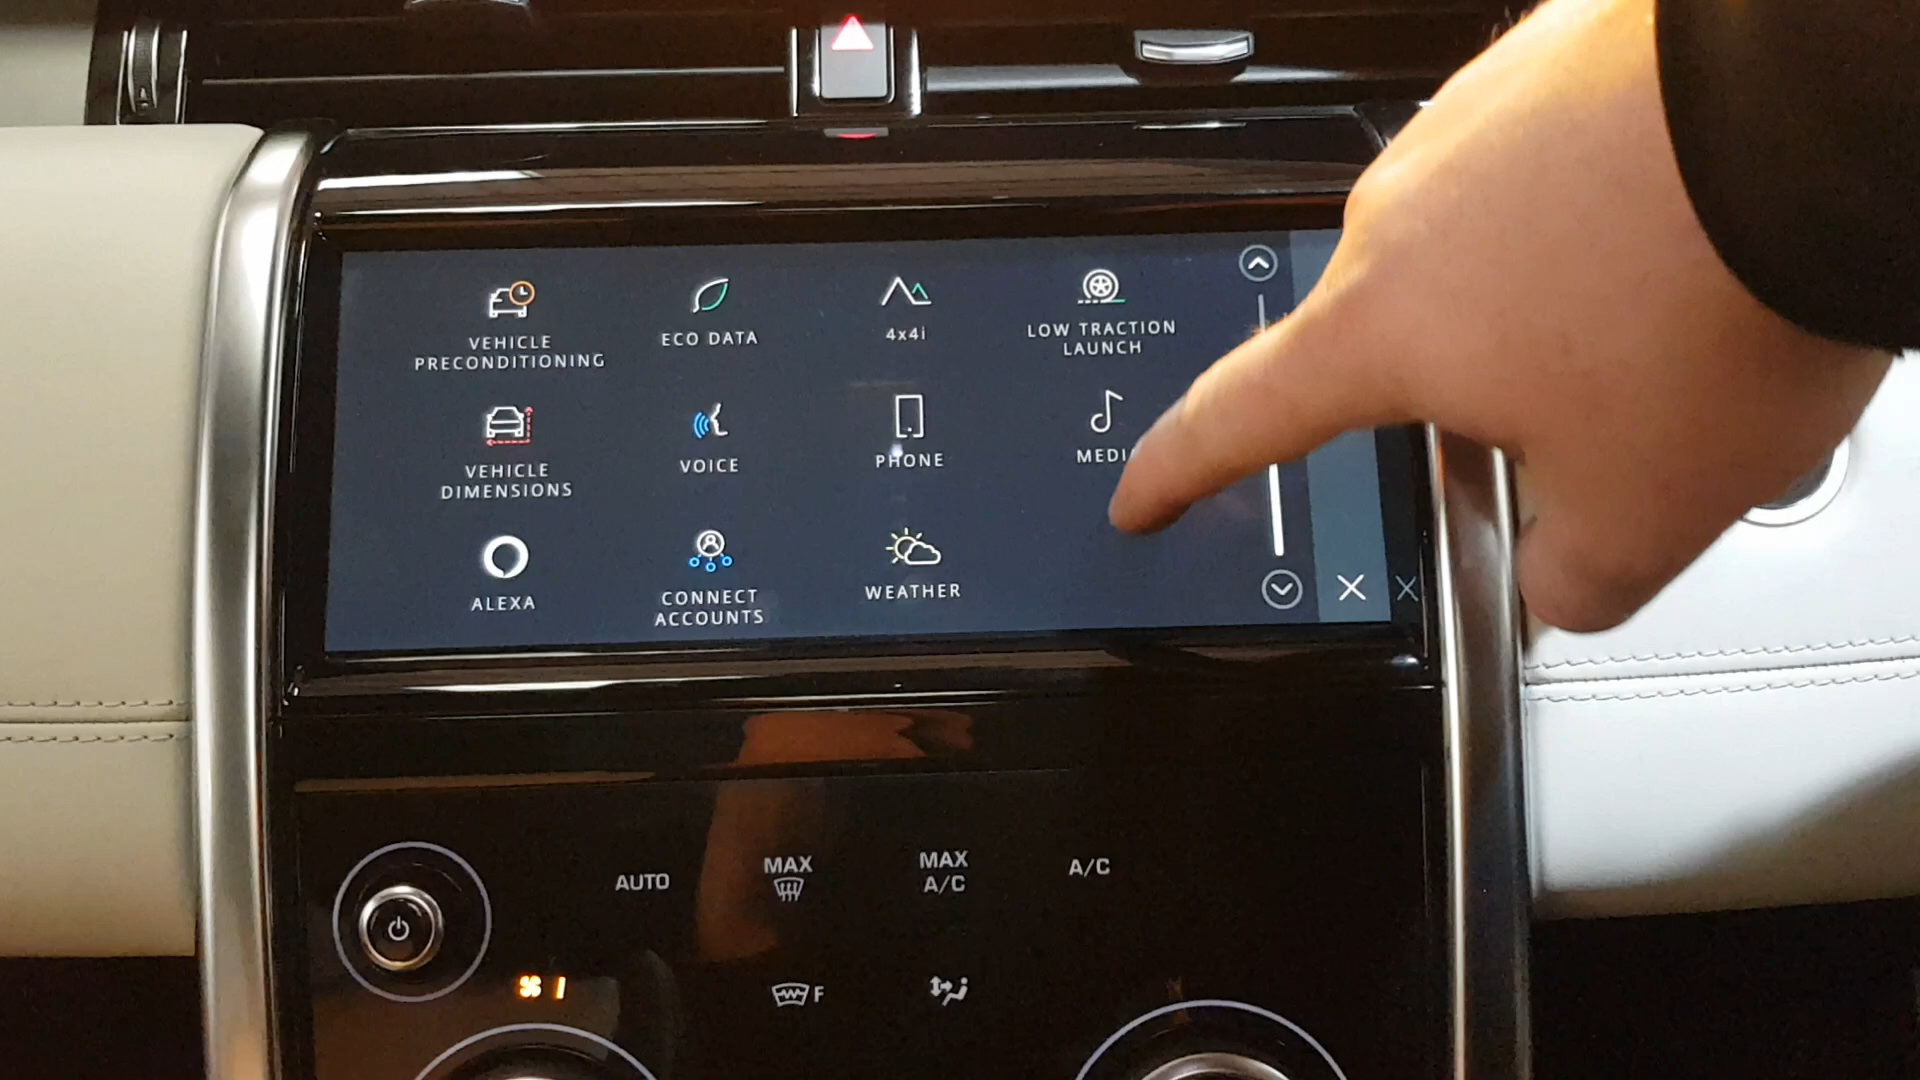 VEHICLE
PRECONDITIONING
ECO DATA
4x4i
LOW TRACTION
LAUNCH
VEHICLE
DIMENSIONS
VOICE
PHONE
MEDIA
ALEXA
CONNECT
ACCOUNTS
WEATHER
AUTO
MAX
MAX
A/C
A/C
F